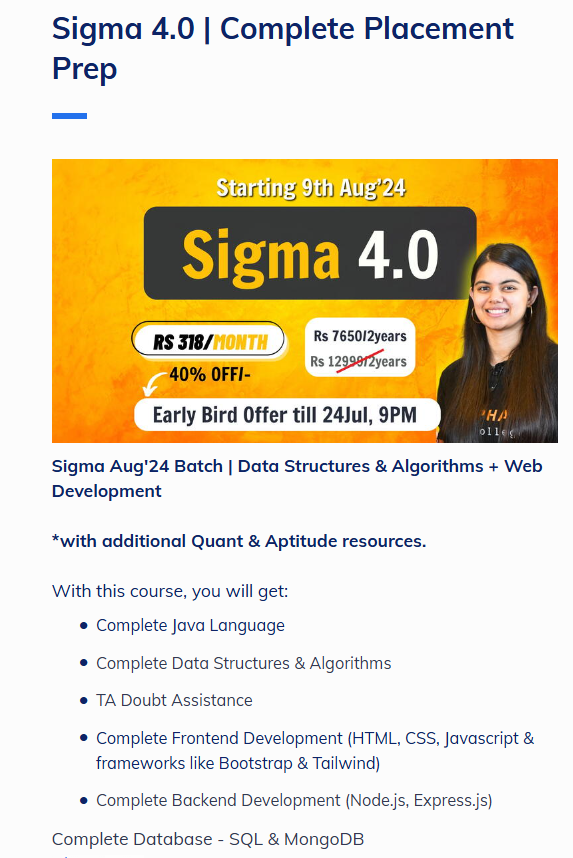 Sigma 4.0 | Complete Placement
Prep
Starting 9th Aug'24
Sigma 4.0
RS 318/MONTH
Rs 7650/2years
Rs 12999/2years
40% OFF/-
Early Bird Offer till 24Jul, 9PM
PHA
olleg
Sigma Aug'24 Batch | Data Structures & Algorithms + Web
Development
*with additional Quant & Aptitude resources.
With this course, you will get:
Complete Java Language
Complete Data Structures & Algorithms
TA Doubt Assistance
Complete Frontend Development (HTML, CSS, Javascript &
frameworks like Bootstrap & Tailwind)
Complete Backend Development (Node.js, Express.js)
Complete Database - SQL & MongoDB